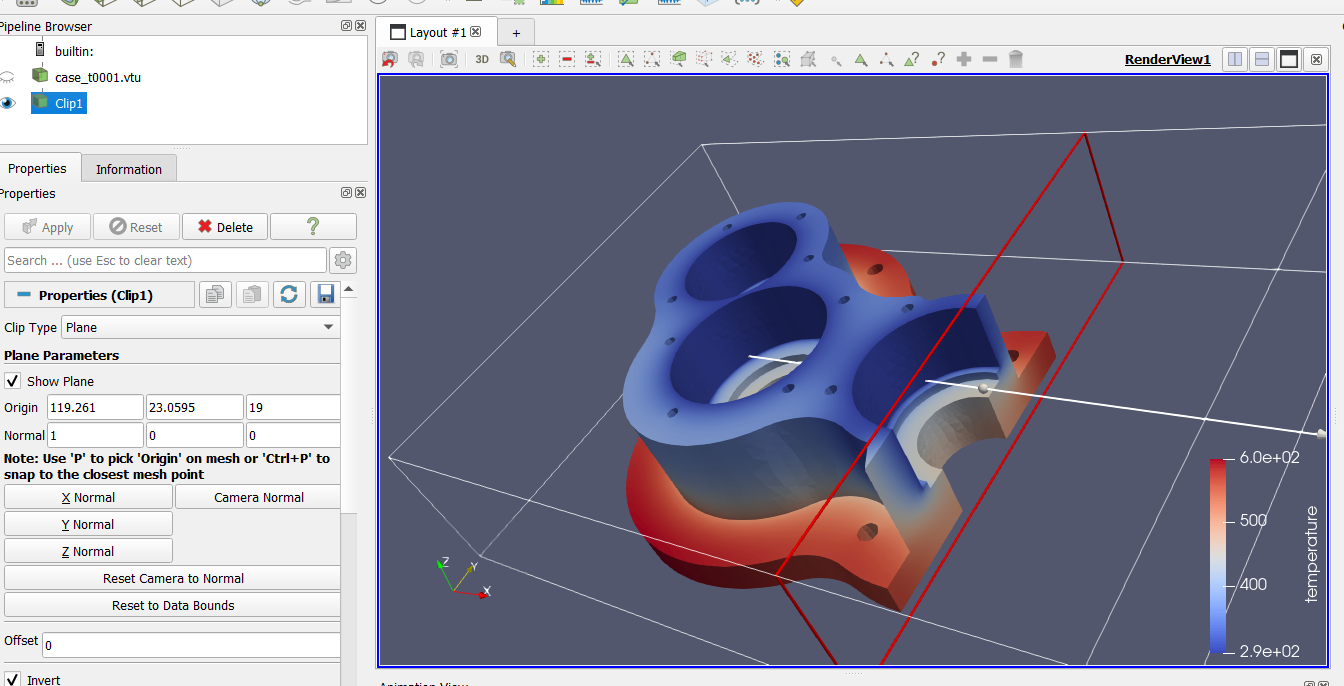 Pipeline Browser
builtin:
case_t0001.vtu
Clip1
Properties Information
Properties
Apply Reset Delete ?
Search ... (use Esc to clear text)
Properties (Clip1)
Clip Type Plane
Plane Parameters
Show Plane
Origin 119.261 23.0595 19
Normal 1 0 0
Note: Use 'P' to pick 'Origin' on mesh or 'Ctrl+P' to
snap to the closest mesh point
X Normal Camera Normal
Y Normal
Z Normal
Reset Camera to Normal
Reset to Data Bounds
Offset 0
Invert
Layout #1 +
3D RenderView1
Z
Y
X
6.0e+02
500
400
2.9e+02
temperature
Animation View